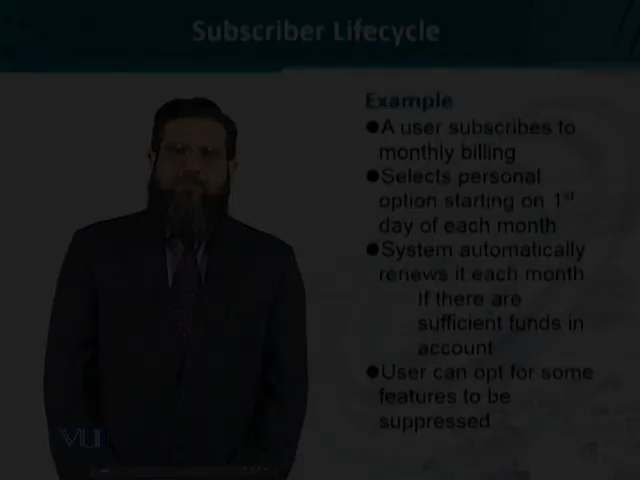 Subscriber Lifecycle
Example
●A user subscribes to
monthly billing
●Selects personal
option starting on 1st
day of each month
●System automatically
renews it each month
If there are
sufficient funds in
account
●User can opt for some
features to be
suppressed
VU